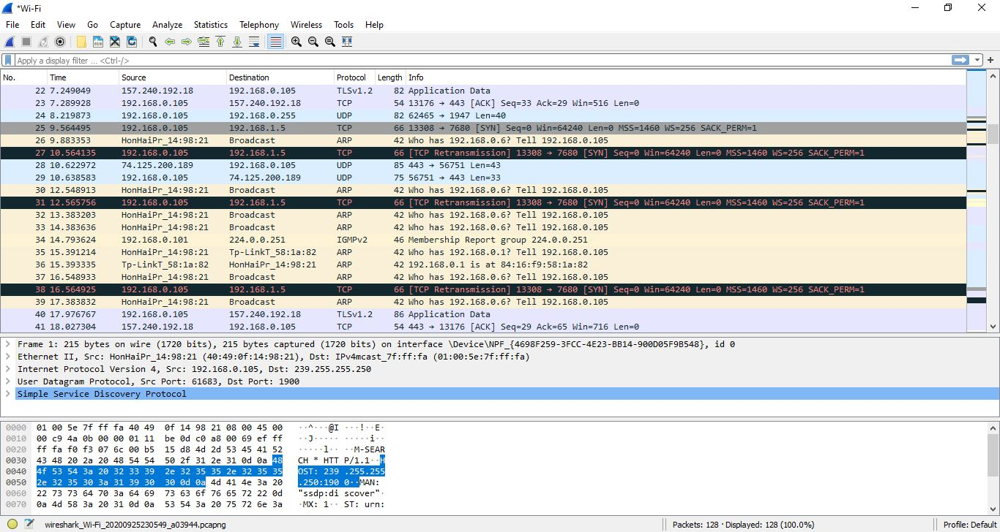 *Wi-Fi
File Edit View Go Capture Analyze Statistics Telephony Wireless Tools Help
Apply a display filter ... <Ctrl-/>
No. Time Source Destination Protocol Length Info
22 7.249049 157.240.192.18 192.168.0.105 TLSv1.2 82 Application Data
23 7.289928 192.168.0.105 157.240.192.18 TCP 54 13176 → 443 [ACK] Seq=33 Ack=29 Win=516 Len=0
24 8.219873 192.168.0.105 192.168.0.255 UDP 82 62465 → 1947 Len=40
25 9.564495 192.168.0.105 192.168.1.5 TCP 66 13308 → 7680 [SYN] Seq=0 Win=64240 Len=0 MSS=1460 WS=256 SACK_PERM=1
26 9.883353 HonHaiPr_14:98:21 Broadcast ARP 42 Who has 192.168.0.6? Tell 192.168.0.105
27 10.564135 192.168.0.105 192.168.1.5 TCP 66 [TCP Retransmission] 13308 → 7680 [SYN] Seq=0 Win=64240 Len=0 MSS=1460 WS=256 SACK_PERM=1
28 10.622972 74.125.200.189 192.168.0.105 UDP 85 443 → 56751 Len=43
29 10.638583 192.168.0.105 74.125.200.189 UDP 75 56751 → 443 Len=33
30 12.548913 HonHaiPr_14:98:21 Broadcast ARP 42 Who has 192.168.0.6? Tell 192.168.0.105
31 12.565756 192.168.0.105 192.168.1.5 TCP 66 [TCP Retransmission] 13308 → 7680 [SYN] Seq=0 Win=64240 Len=0 MSS=1460 WS=256 SACK_PERM=1
32 13.383203 HonHaiPr_14:98:21 Broadcast ARP 42 Who has 192.168.0.6? Tell 192.168.0.105
33 14.383636 HonHaiPr_14:98:21 Broadcast ARP 42 Who has 192.168.0.6? Tell 192.168.0.105
34 14.793624 192.168.0.101 224.0.0.251 IGMPv2 46 Membership Report group 224.0.0.251
35 15.391214 HonHaiPr_14:98:21 Tp-LinkT_58:1a:82 ARP 42 Who has 192.168.0.1? Tell 192.168.0.105
36 15.393335 Tp-LinkT_58:1a:82 HonHaiPr_14:98:21 ARP 42 192.168.0.1 is at 84:16:f9:58:1a:82
37 16.548933 HonHaiPr_14:98:21 Broadcast ARP 42 Who has 192.168.0.6? Tell 192.168.0.105
38 16.564925 192.168.0.105 192.168.1.5 TCP 66 [TCP Retransmission] 13308 → 7680 [SYN] Seq=0 Win=64240 Len=0 MSS=1460 WS=256 SACK_PERM=1
39 17.383832 HonHaiPr_14:98:21 Broadcast ARP 42 Who has 192.168.0.6? Tell 192.168.0.105
40 17.976767 192.168.0.105 157.240.192.18 TLSv1.2 86 Application Data
41 18.027304 157.240.192.18 192.168.0.105 TCP 54 443 → 13176 [ACK] Seq=29 Ack=65 Win=716 Len=0
Frame 1: 215 bytes on wire (1720 bits), 215 bytes captured (1720 bits) on interface \Device\NPF_{4698F259-3FCC-4E23-BB14-900D05F9B548}, id 0
Ethernet II, Src: HonHaiPr_14:98:21 (40:49:0f:14:98:21), Dst: IPv4mcast_7f:ff:fa (01:00:5e:7f:ff:fa)
Internet Protocol Version 4, Src: 192.168.0.105, Dst: 239.255.255.250
User Datagram Protocol, Src Port: 61683, Dst Port: 1900
Simple Service Discovery Protocol
0000 01 00 5e 7f ff fa 40 49 0f 14 98 21 08 00 45 00 ··^···@I ···!··E·
0010 00 c9 4a 0b 00 00 01 11 be 0d c0 a8 00 69 ef ff ··J····· ·····i··
0020 ff fa f0 f3 07 6c 00 b5 15 d8 4d 2d 53 45 41 52 ·····l·· ··M-SEAR
0030 43 48 20 2a 20 48 54 54 50 2f 31 2e 31 0d 0a 48 CH * HTT P/1.1··H
0040 4f 53 54 3a 20 32 33 39 2e 32 35 35 2e 32 35 35 OST: 239 .255.255
0050 2e 32 35 30 3a 31 39 30 30 0d 0a 4d 41 4e 3a 20 .250:190 0··MAN:
0060 22 73 73 64 70 3a 64 69 73 63 6f 76 65 72 22 0d "ssdp:di scover"·
0070 0a 4d 58 3a 20 31 0d 0a 53 54 3a 20 75 72 6e 3a ·MX: 1·· ST: urn:
wireshark_Wi-Fi_20200925230549_a03944.pcapng Packets: 128 · Displayed: 128 (100.0%) Profile: Default